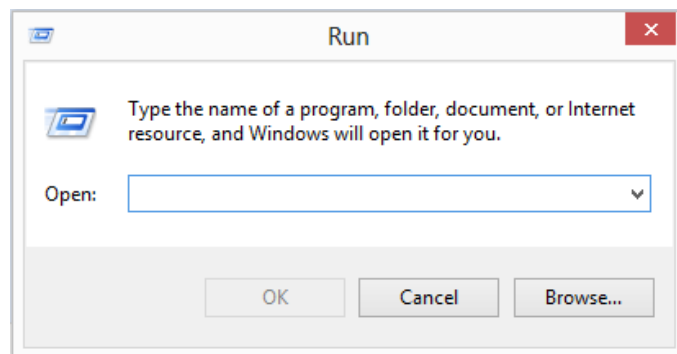 Run
Type the name of a program, folder, document, or Internet
resource, and Windows will open it for you.
Open:
OK Cancel Browse...